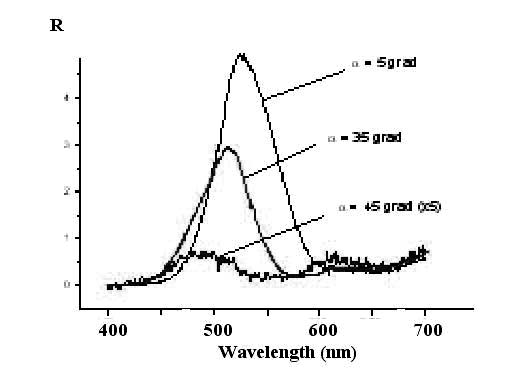 R
α = 5 grad
4
α = 35 grad
3
2
α = 45 grad (x5)
1
0
400 500 600 700
Wavelength (nm)